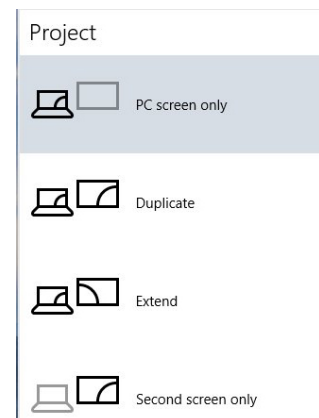 Project
PC screen only
Duplicate
Extend
Second screen only